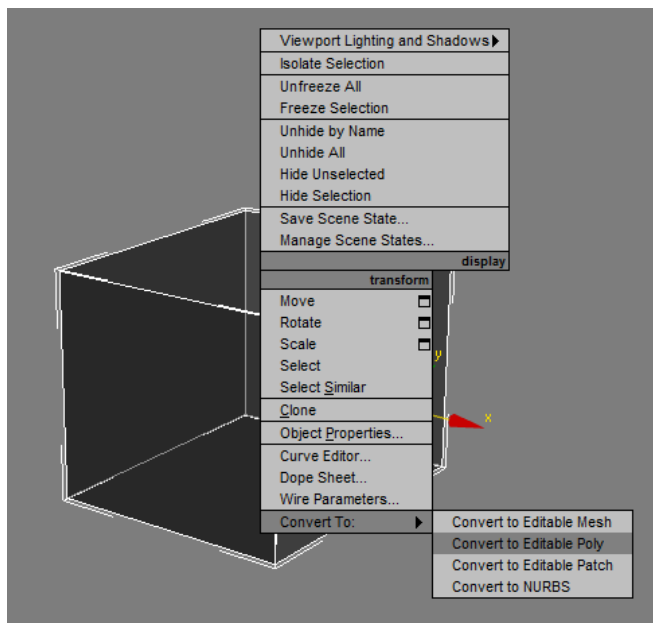 Viewport Lighting and Shadows
Isolate Selection
Unfreeze All
Freeze Selection
Unhide by Name
Unhide All
Hide Unselected
Hide Selection
Save Scene State...
Manage Scene States...
display
transform
Move
Rotate
Scale
Select
Select Similar
Clone
Object Properties...
Curve Editor...
Dope Sheet...
Wire Parameters...
Convert To:
Convert to Editable Mesh
Convert to Editable Poly
Convert to Editable Patch
Convert to NURBS
y
x